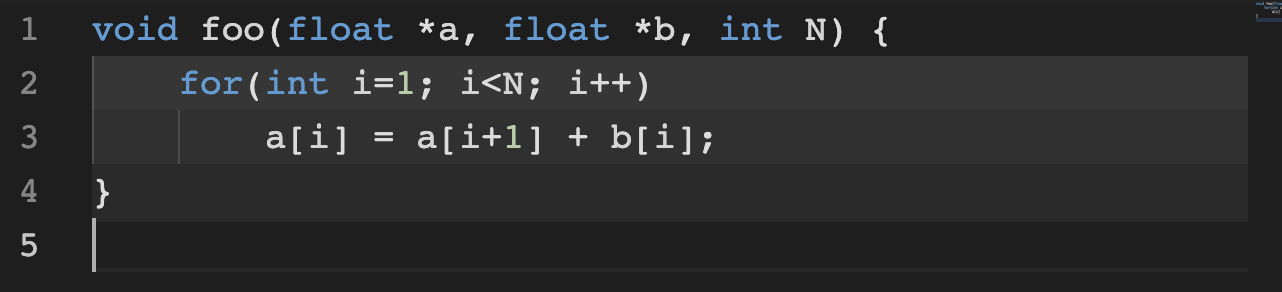 1 void foo(float *a, float *b, int N) {
2     for(int i=1; i<N; i++)
3         a[i] = a[i+1] + b[i];
4 }
5